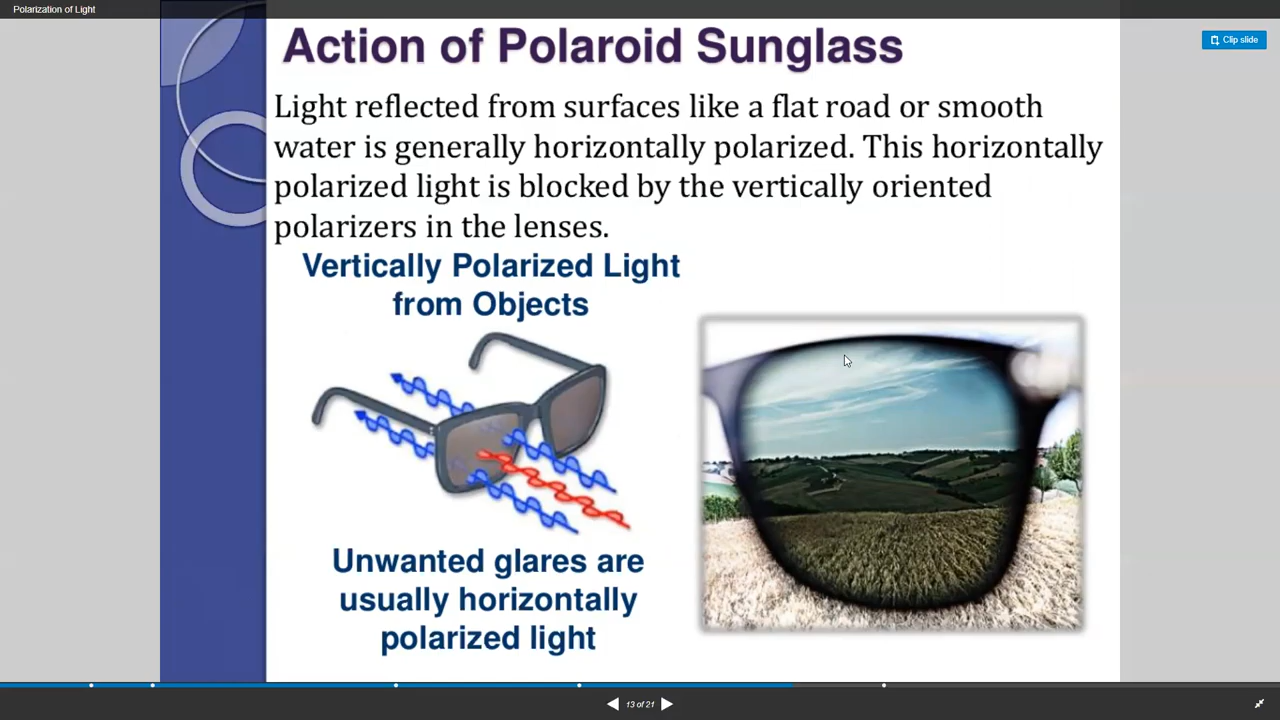 Polarization of Light
Clip slide
Action of Polaroid Sunglass
Light reflected from surfaces like a flat road or smooth
water is generally horizontally polarized. This horizontally
polarized light is blocked by the vertically oriented
polarizers in the lenses.
Vertically Polarized Light
from Objects
Unwanted glares are
usually horizontally
polarized light
13 of 21